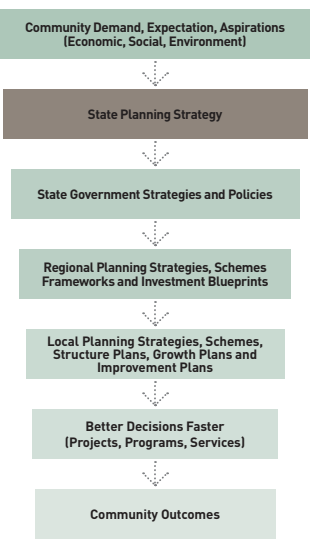 Community Demand, Expectation, Aspirations
(Economic, Social, Environment)
State Planning Strategy
State Government Strategies and Policies
Regional Planning Strategies, Schemes
Frameworks and Investment Blueprints
Local Planning Strategies, Schemes,
Structure Plans, Growth Plans and
Improvement Plans
Better Decisions Faster
(Projects, Programs, Services)
Community Outcomes